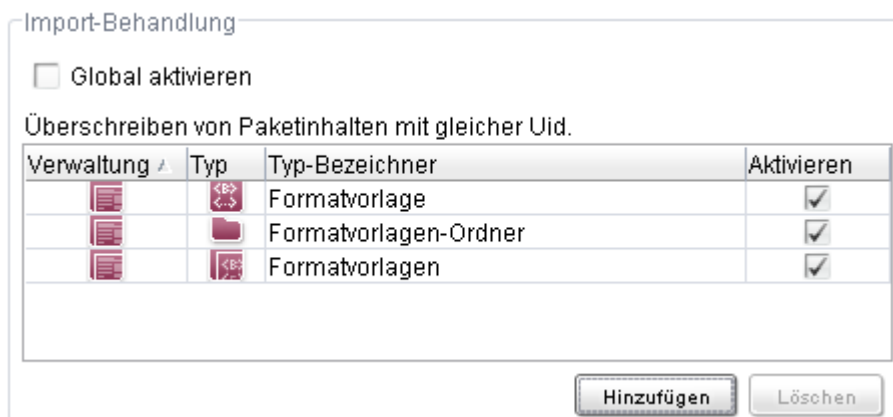 Import-Behandlung
Global aktivieren
Überschreiben von Paketinhalten mit gleicher Uid.
Verwaltung Typ Typ-Bezeichner Aktivieren
Formatvorlage
Formatvorlagen-Ordner
Formatvorlagen
Hinzufügen Löschen